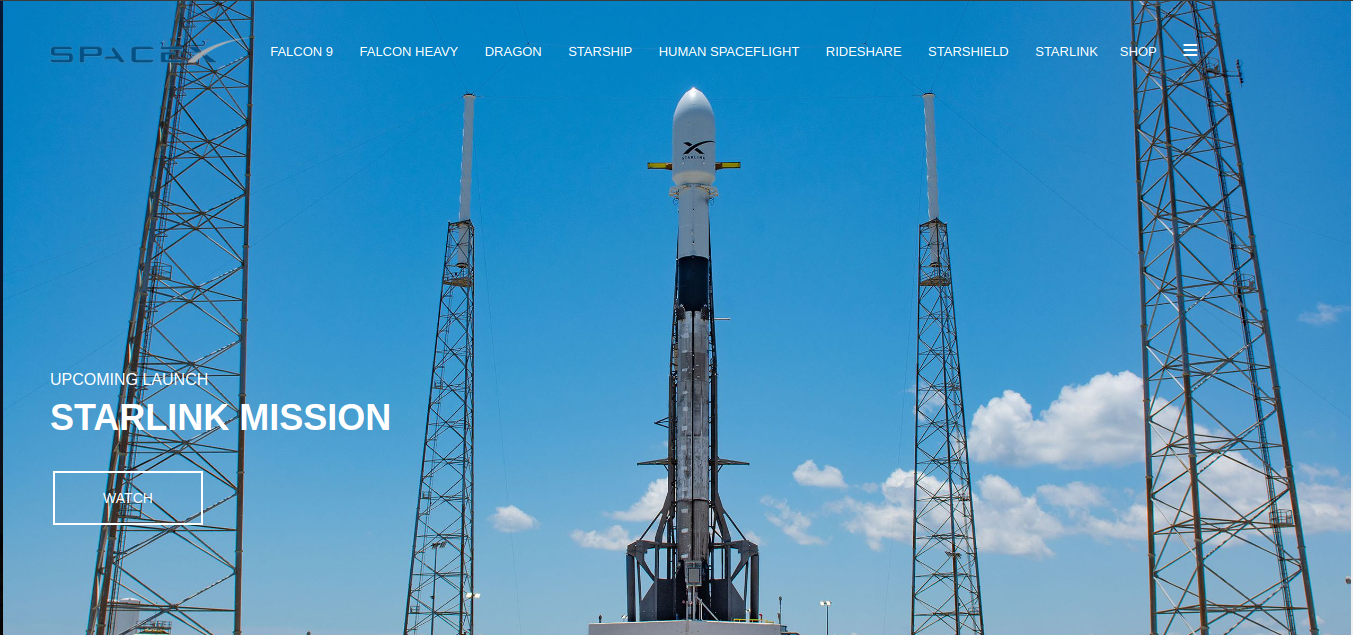 SPACEX
FALCON 9 FALCON HEAVY DRAGON STARSHIP HUMAN SPACEFLIGHT RIDESHARE STARSHIELD STARLINK SHOP
STARLINK
UPCOMING LAUNCH
STARLINK MISSION
WATCH